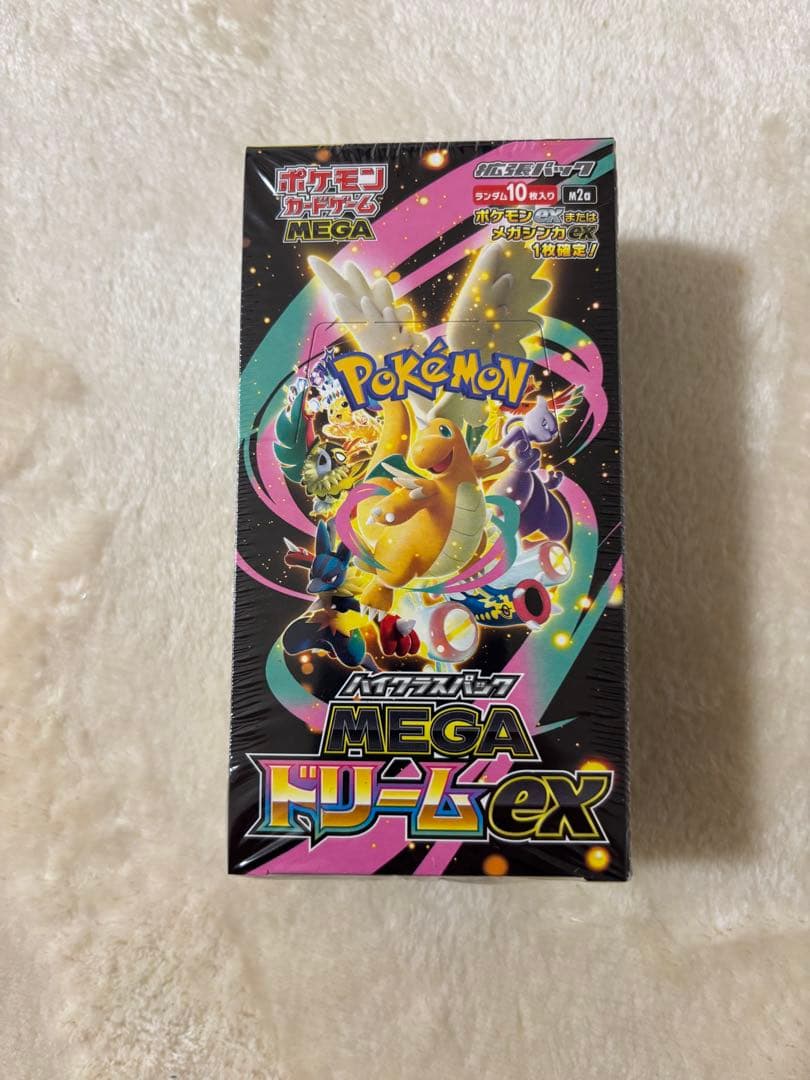 ポケモン
カードゲーム
MEGA
拡張パック
ランダム10枚入り M2a
ポケモンexまたは
メガシンカex
1枚確定!
POKéMON
ハイクラスパック
MEGA
ドリームex